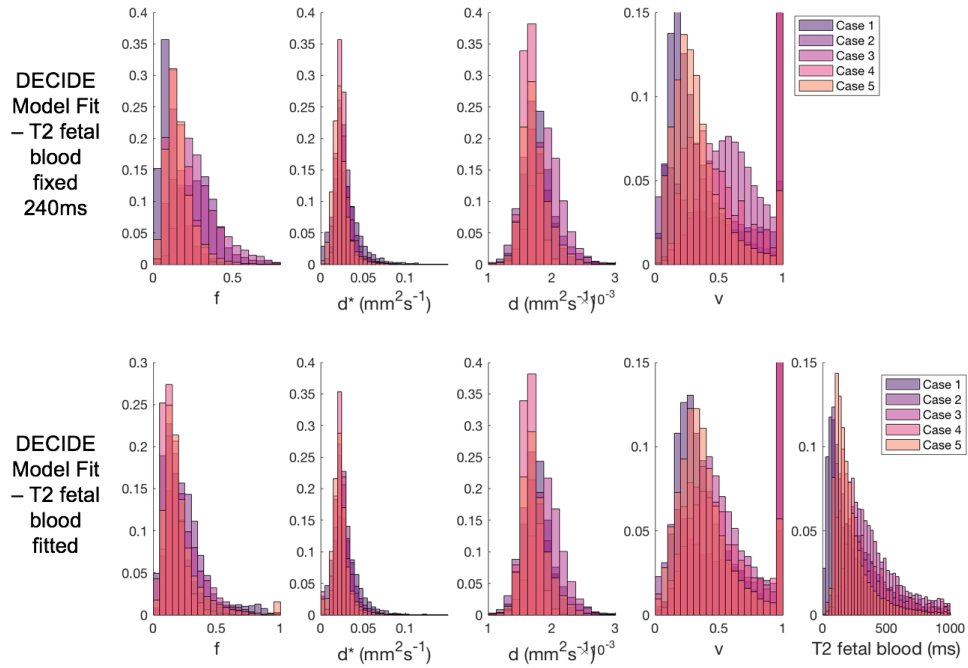 DECIDE
Model Fit
– T2 fetal
blood
fixed
240ms
0.4
0.35
0.3
0.25
0.2
0.15
0.1
0.05
0
0 0.5
f
0.4
0.35
0.3
0.25
0.2
0.15
0.1
0.05
0
0 0.05 0.1
d* (mm²s⁻¹)
0.4
0.35
0.3
0.25
0.2
0.15
0.1
0.05
0
1 2 3
d (mm²s⁻¹) ×10⁻³
0.15
0.1
0.05
0
0 0.5 1
v
Case 1
Case 2
Case 3
Case 4
Case 5
DECIDE
Model Fit
– T2 fetal
blood
fitted
0.3
0.25
0.2
0.15
0.1
0.05
0
0 0.5 1
f
0.4
0.35
0.3
0.25
0.2
0.15
0.1
0.05
0
0 0.05 0.1
d* (mm²s⁻¹)
0.4
0.35
0.3
0.25
0.2
0.15
0.1
0.05
0
1 2 3
d (mm²s⁻¹) ×10⁻³
0.15
0.1
0.05
0
0 0.5 1
v
0.15
0.1
0.05
0
0 500 1000
T2 fetal blood (ms)
Case 1
Case 2
Case 3
Case 4
Case 5